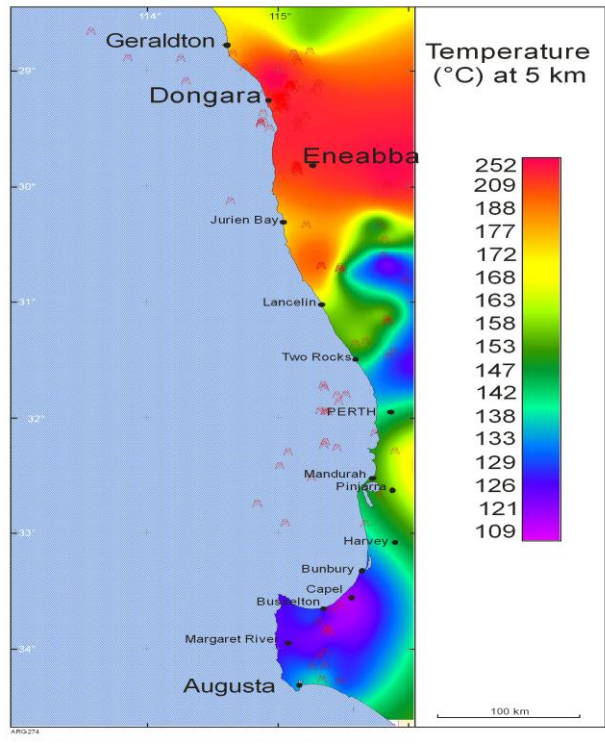 114°
115°
Geraldton
29°
Dongara
Eneabba
30°
Jurien Bay
31°
Lancelin
Two Rocks
32°
PERTH
Mandurah
Pinjarra
33°
Harvey
Bunbury
Capel
Busselton
34°
Margaret River
Augusta
ARG274
Temperature
(°C) at 5 km
252
209
188
177
172
168
163
158
153
147
142
138
133
129
126
121
109
100 km